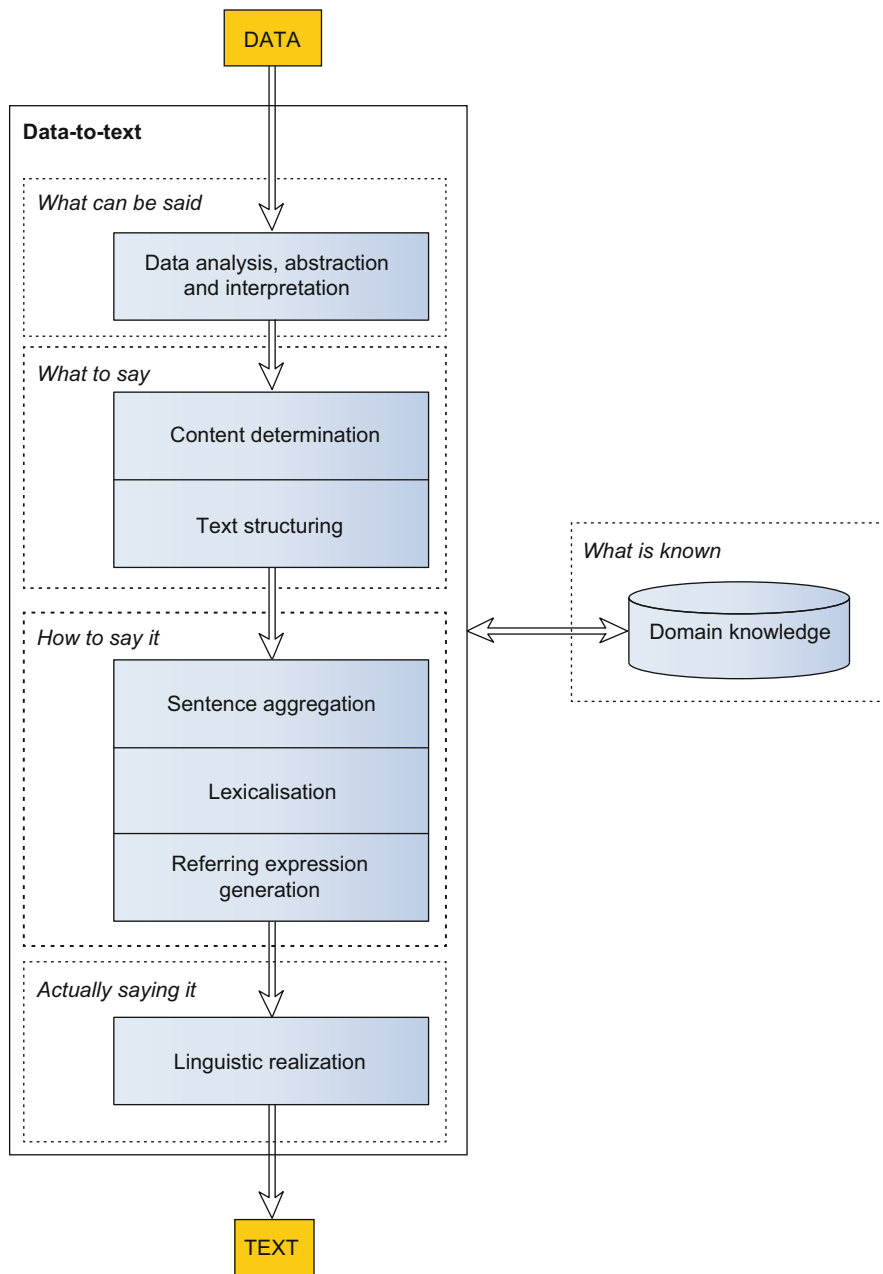 DATA
Data-to-text
What can be said
Data analysis, abstraction
and interpretation
What to say
Content determination
Text structuring
What is known
Domain knowledge
How to say it
Sentence aggregation
Lexicalisation
Referring expression
generation
Actually saying it
Linguistic realization
TEXT